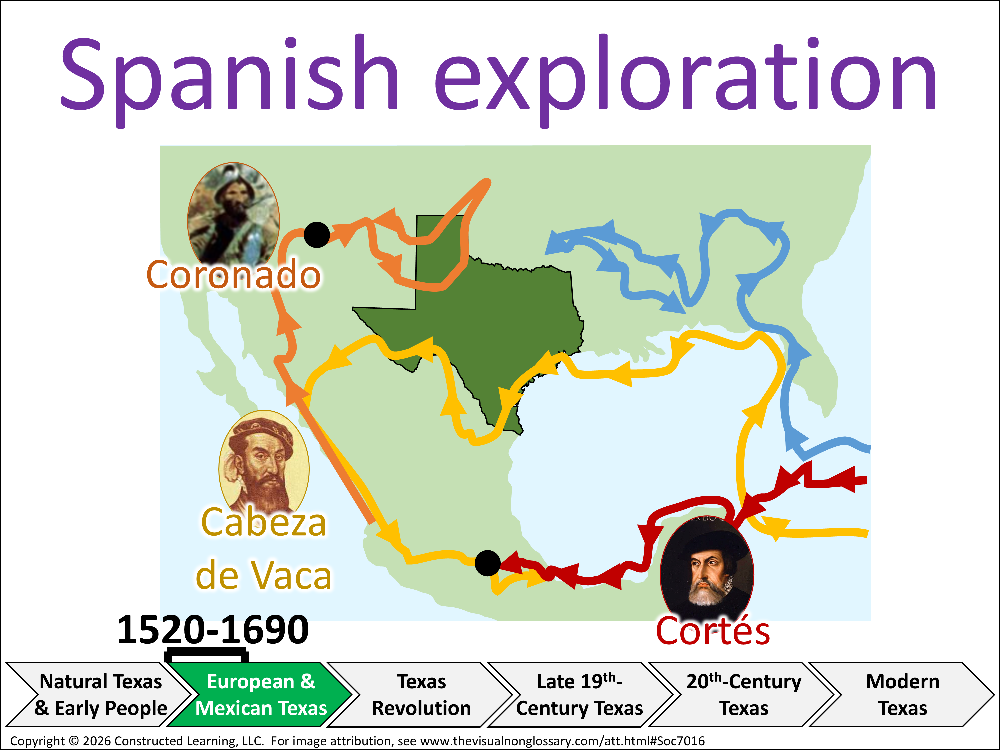 Spanish exploration
Coronado
Cabeza
de Vaca
Cortés
1520-1690
Natural Texas
& Early People
European &
Mexican Texas
Texas
Revolution
Late 19th-
Century Texas
20th-Century
Texas
Modern
Texas
Copyright © 2026 Constructed Learning, LLC.  For image attribution, see www.thevisualnonglossary.com/att.html#Soc7016